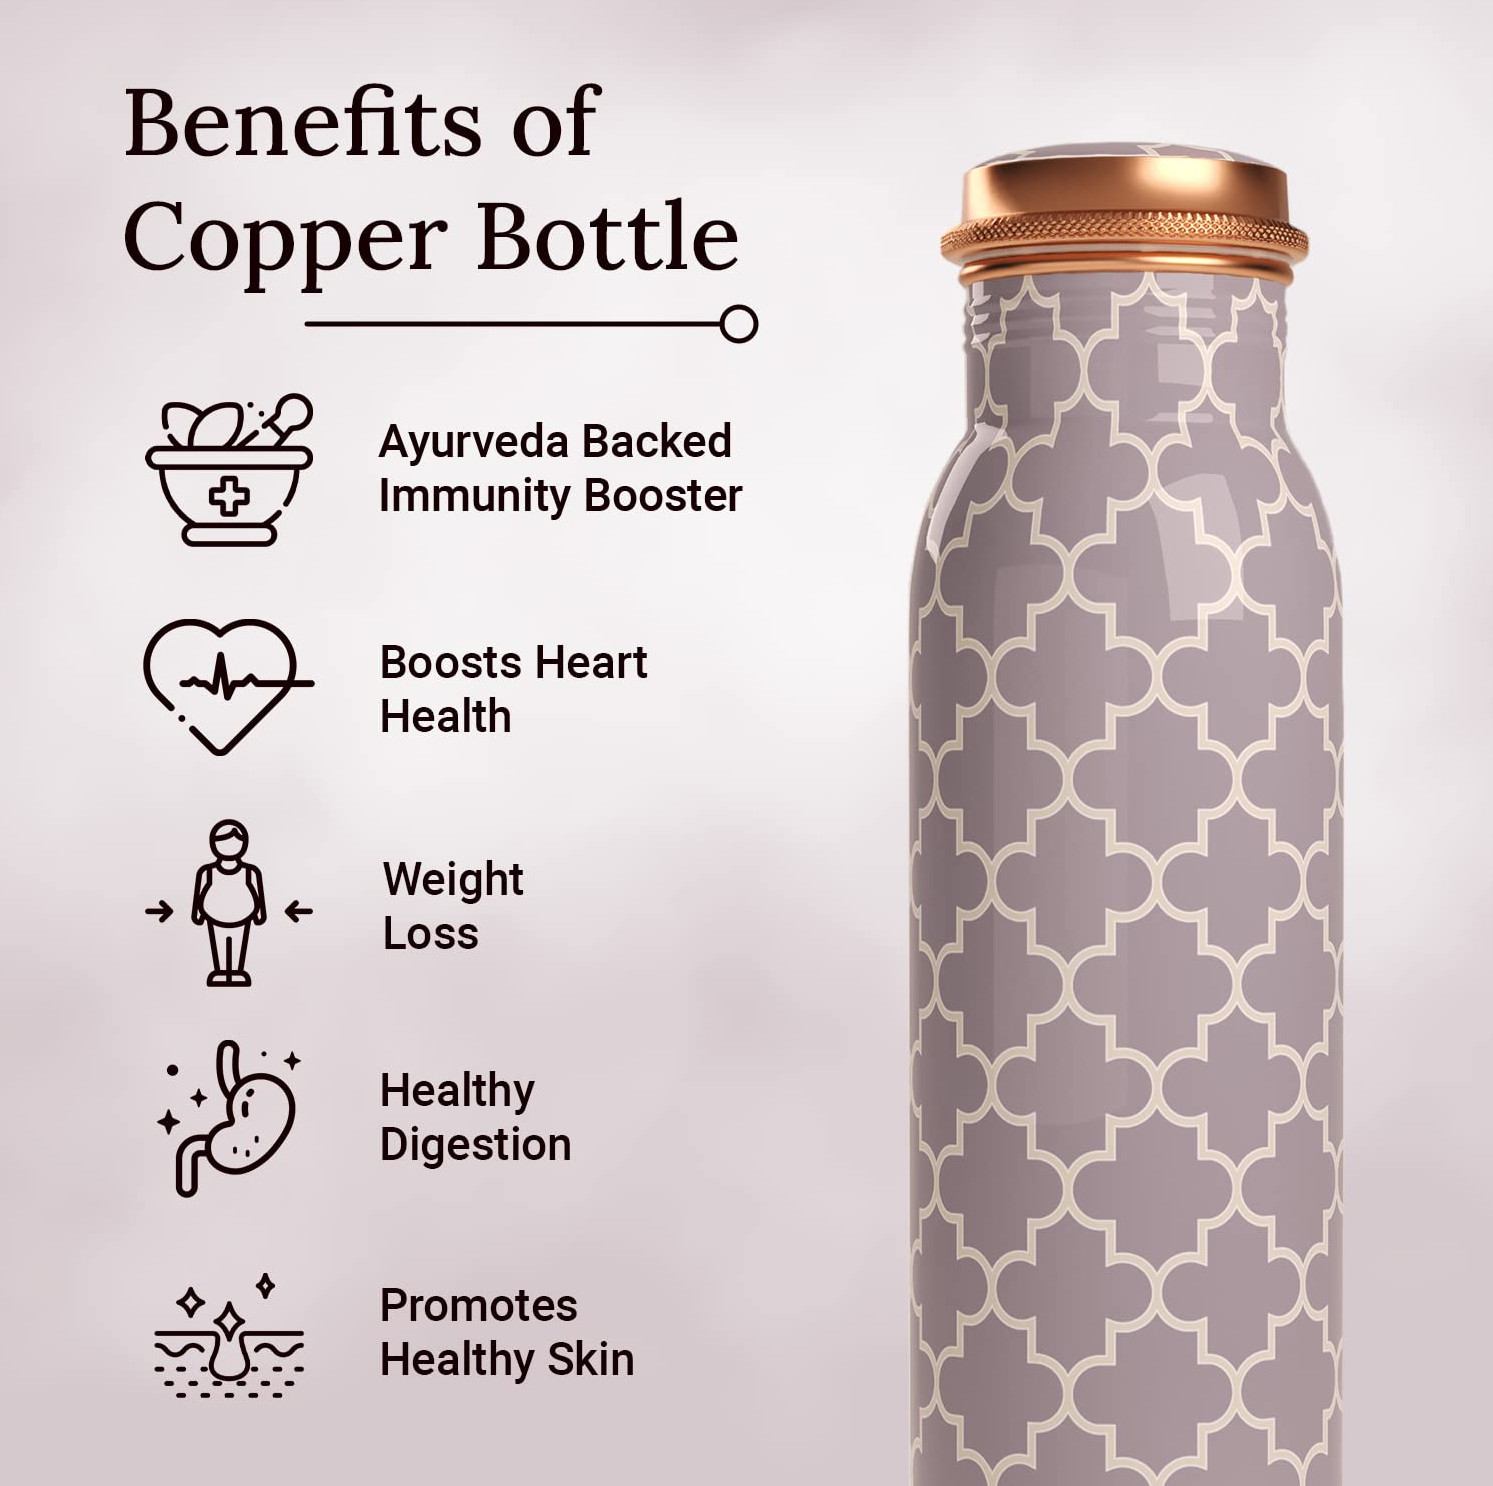 Benefits of
Copper Bottle
Ayurveda Backed
Immunity Booster
Boosts Heart
Health
Weight
Loss
Healthy
Digestion
Promotes
Healthy Skin